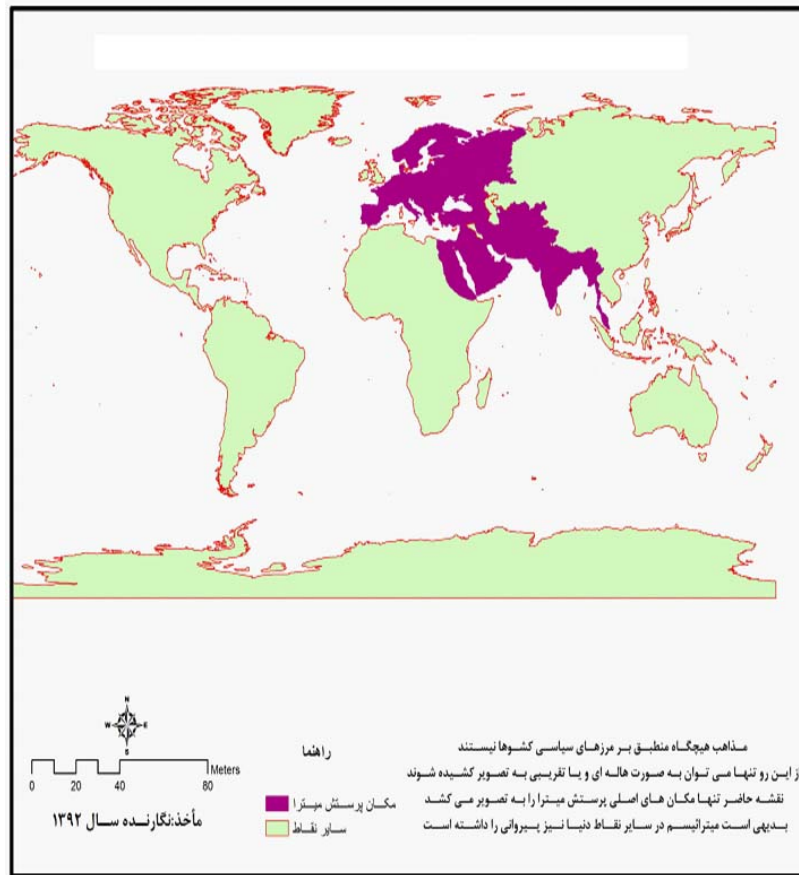 N
W E
S
Meters
0 20 40 80
مأخذ:نگارنده سال ۱۳۹۲
راهنما
مکان پرستش میترا
سایر نقاط
مذاهب هیچگاه منطبق بر مرزهای سیاسی کشوها نیستند
از این رو تنها می توان به صورت هاله ای و یا تقریبی به تصویر کشیده شوند
نقشه حاضر تنها مکان های اصلی پرستش میترا را به تصویر می کشد
بدیهی است میترائیسم در سایر نقاط دنیا نیز پیروانی را داشته است